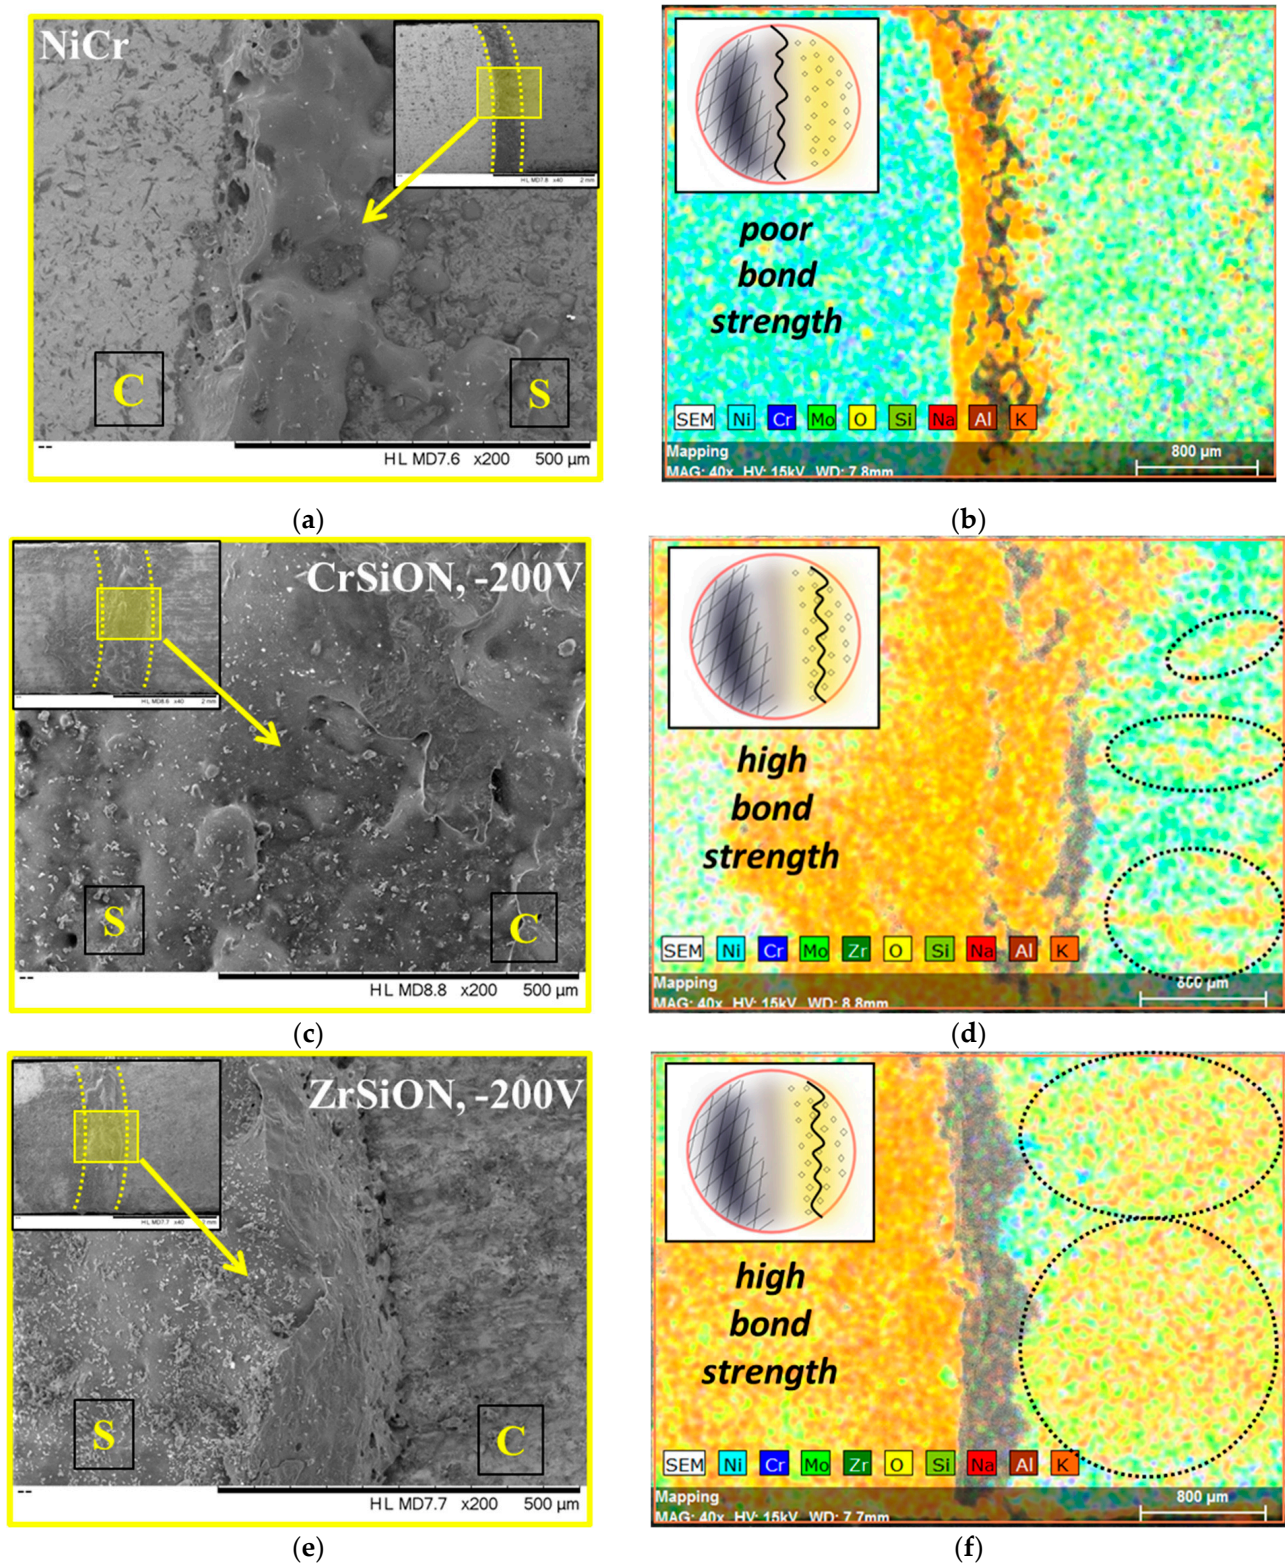 NiCr
HL MD7.8 x40 2 mm
C
S
--
HL MD7.6 x200 500 µm
(a)
poor
bond
strength
SEM Ni Cr Mo O Si Na Al K
Mapping
MAG: 40x HV: 15kV WD: 7.8mm
800 µm
(b)
CrSiON, -200V
HL MD8.6 x40 2 mm
S
C
--
HL MD8.8 x200 500 µm
(c)
high
bond
strength
SEM Ni Cr Mo Zr O Si Na Al K
Mapping
MAG: 40x HV: 15kV WD: 8.8mm
800 µm
(d)
ZrSiON, -200V
HL MD7.7 x40 2 mm
S
C
--
HL MD7.7 x200 500 µm
(e)
high
bond
strength
SEM Ni Cr Mo Zr O Si Na Al K
Mapping
MAG: 40x HV: 15kV WD: 7.7mm
800 µm
(f)